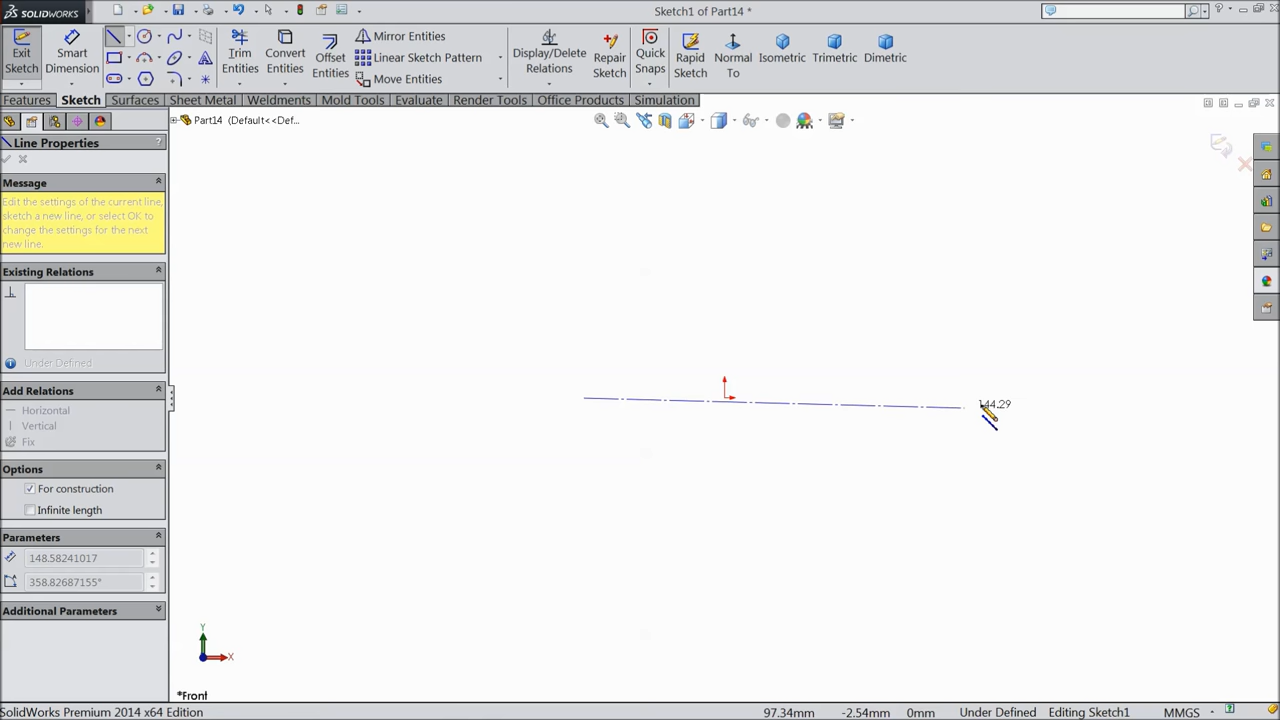 SOLIDWORKS
Sketch1 of Part14 *
Exit Sketch
Smart Dimension
Trim Entities
Convert Entities
Offset Entities
Mirror Entities
Linear Sketch Pattern
Move Entities
Display/Delete Relations
Repair Sketch
Quick Snaps
Rapid Sketch
Normal To
Isometric
Trimetric
Dimetric
Features
Sketch
Surfaces
Sheet Metal
Weldments
Mold Tools
Evaluate
Render Tools
Office Products
Simulation
Part14 (Default<<Def...
Line Properties
?
Message
Edit the settings of the current line,
sketch a new line, or select OK to
change the settings for the next
new line.
Existing Relations
Under Defined
Add Relations
Horizontal
Vertical
Fix
Options
For construction
Infinite length
Parameters
148.58241017
358.82687155°
Additional Parameters
144.29
Y
X
*Front
SolidWorks Premium 2014 x64 Edition
97.34mm
-2.54mm
0mm
Under Defined
Editing Sketch1
MMGS